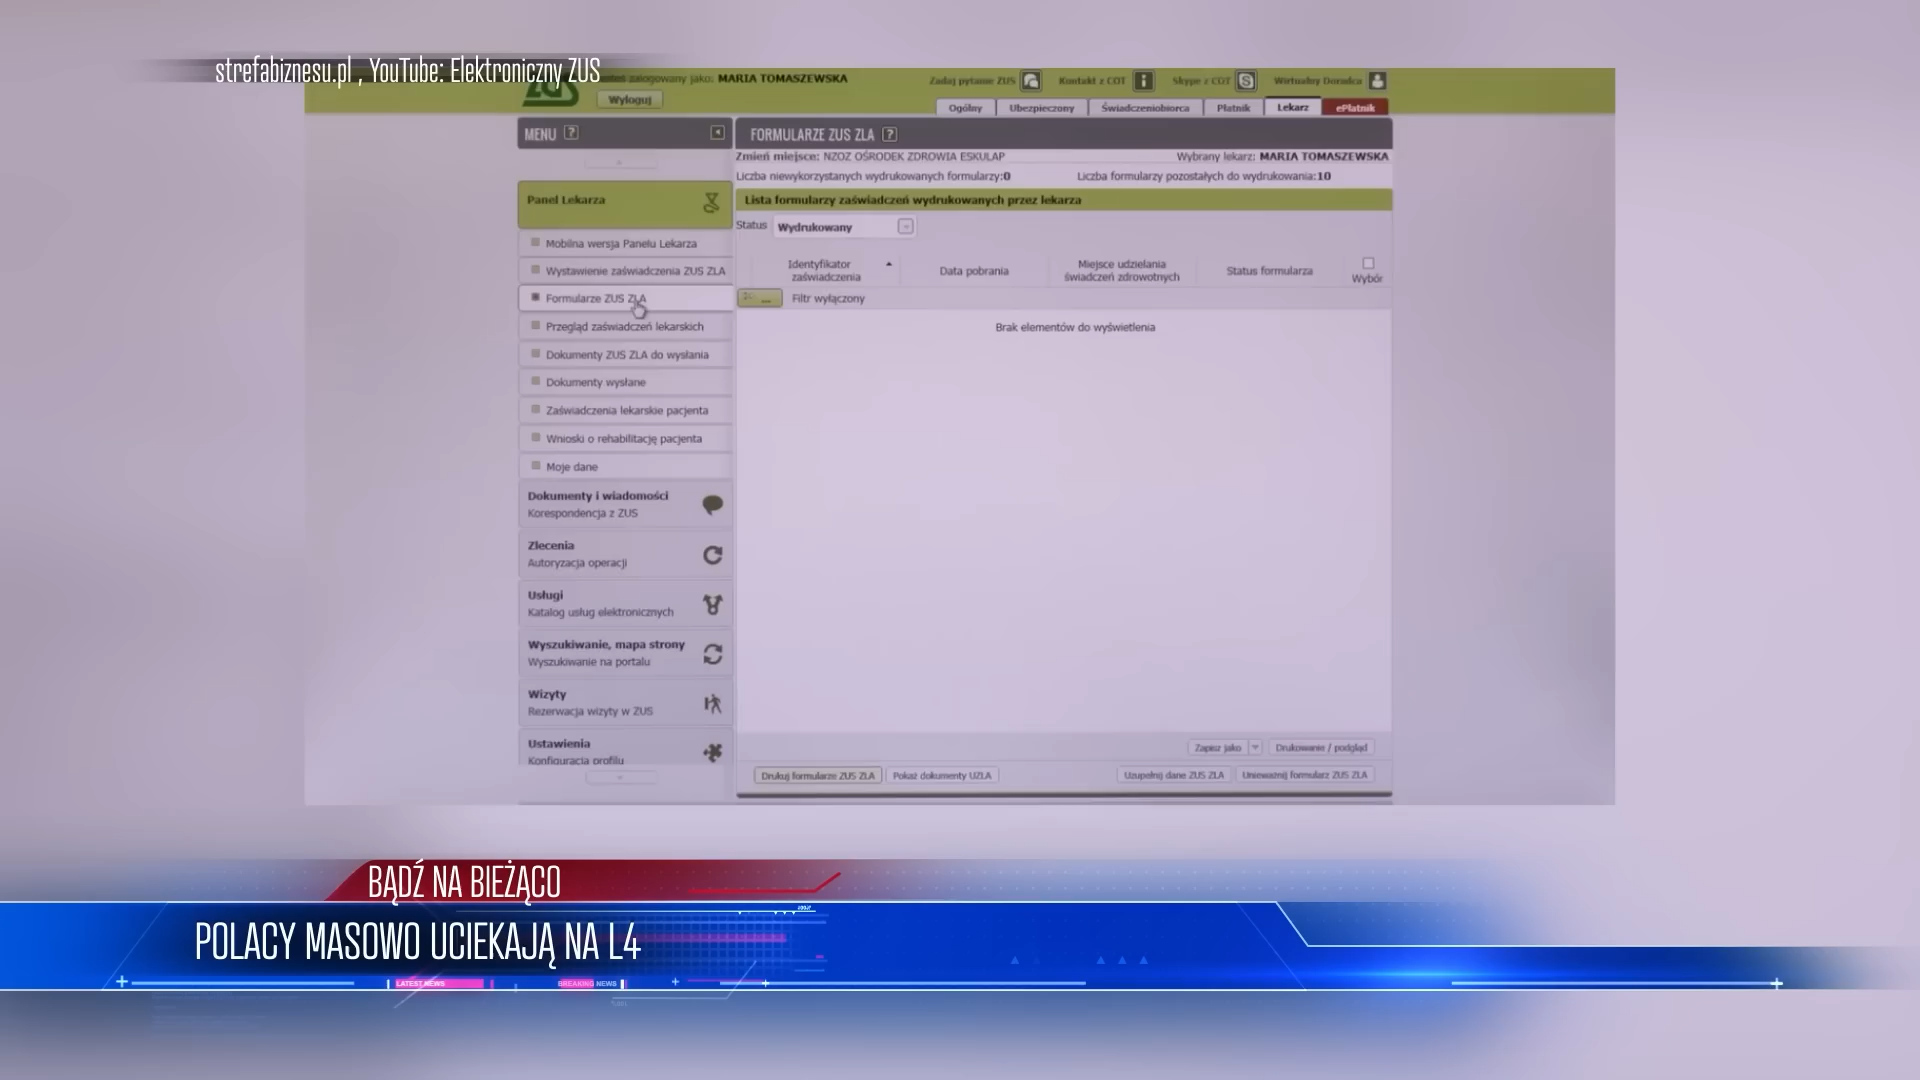 strefabiznesu.pl , YouTube: Elektroniczny ZUS
zalogowany jako: MARIA TOMASZEWSKA
Wyloguj
Zadaj pytanie ZUS
Kontakt z COT
Skype z COT
Wirtualny Doradca
Ogólny
Ubezpieczony
Świadczeniobiorca
Płatnik
Lekarz
ePłatnik
MENU ?
FORMULARZE ZUS ZLA ?
Zmień miejsce: NZOZ OŚRODEK ZDROWIA ESKULAP
Wybrany lekarz: MARIA TOMASZEWSKA
Liczba niewykorzystanych wydrukowanych formularzy:0
Liczba formularzy pozostałych do wydrukowania:10
Panel Lekarza
Lista formularzy zaświadczeń wydrukowanych przez lekarza
Status Wydrukowany
Mobilna wersja Panelu Lekarza
Wystawienie zaświadczenia ZUS ZLA
Formularze ZUS ZLA
Przegląd zaświadczeń lekarskich
Dokumenty ZUS ZLA do wysłania
Dokumenty wysłane
Zaświadczenia lekarskie pacjenta
Wnioski o rehabilitację pacjenta
Moje dane
Identyfikator zaświadczenia
Data pobrania
Miejsce udzielania świadczeń zdrowotnych
Status formularza
Wybór
Filtr wyłączony
Brak elementów do wyświetlenia
Dokumenty i wiadomości
Korespondencja z ZUS
Zlecenia
Autoryzacja operacji
Usługi
Katalog usług elektronicznych
Wyszukiwanie, mapa strony
Wyszukiwanie na portalu
Wizyty
Rezerwacja wizyty w ZUS
Ustawienia
Konfiguracja profilu
Zapisz jako
Drukowanie / podgląd
Drukuj formularze ZUS ZLA
Pokaż dokumenty UZLA
Uzupełnij dane ZUS ZLA
Unieważnij formularz ZUS ZLA
BĄDŹ NA BIEŻĄCO
POLACY MASOWO UCIEKAJĄ NA L4
LATEST NEWS
BREAKING NEWS